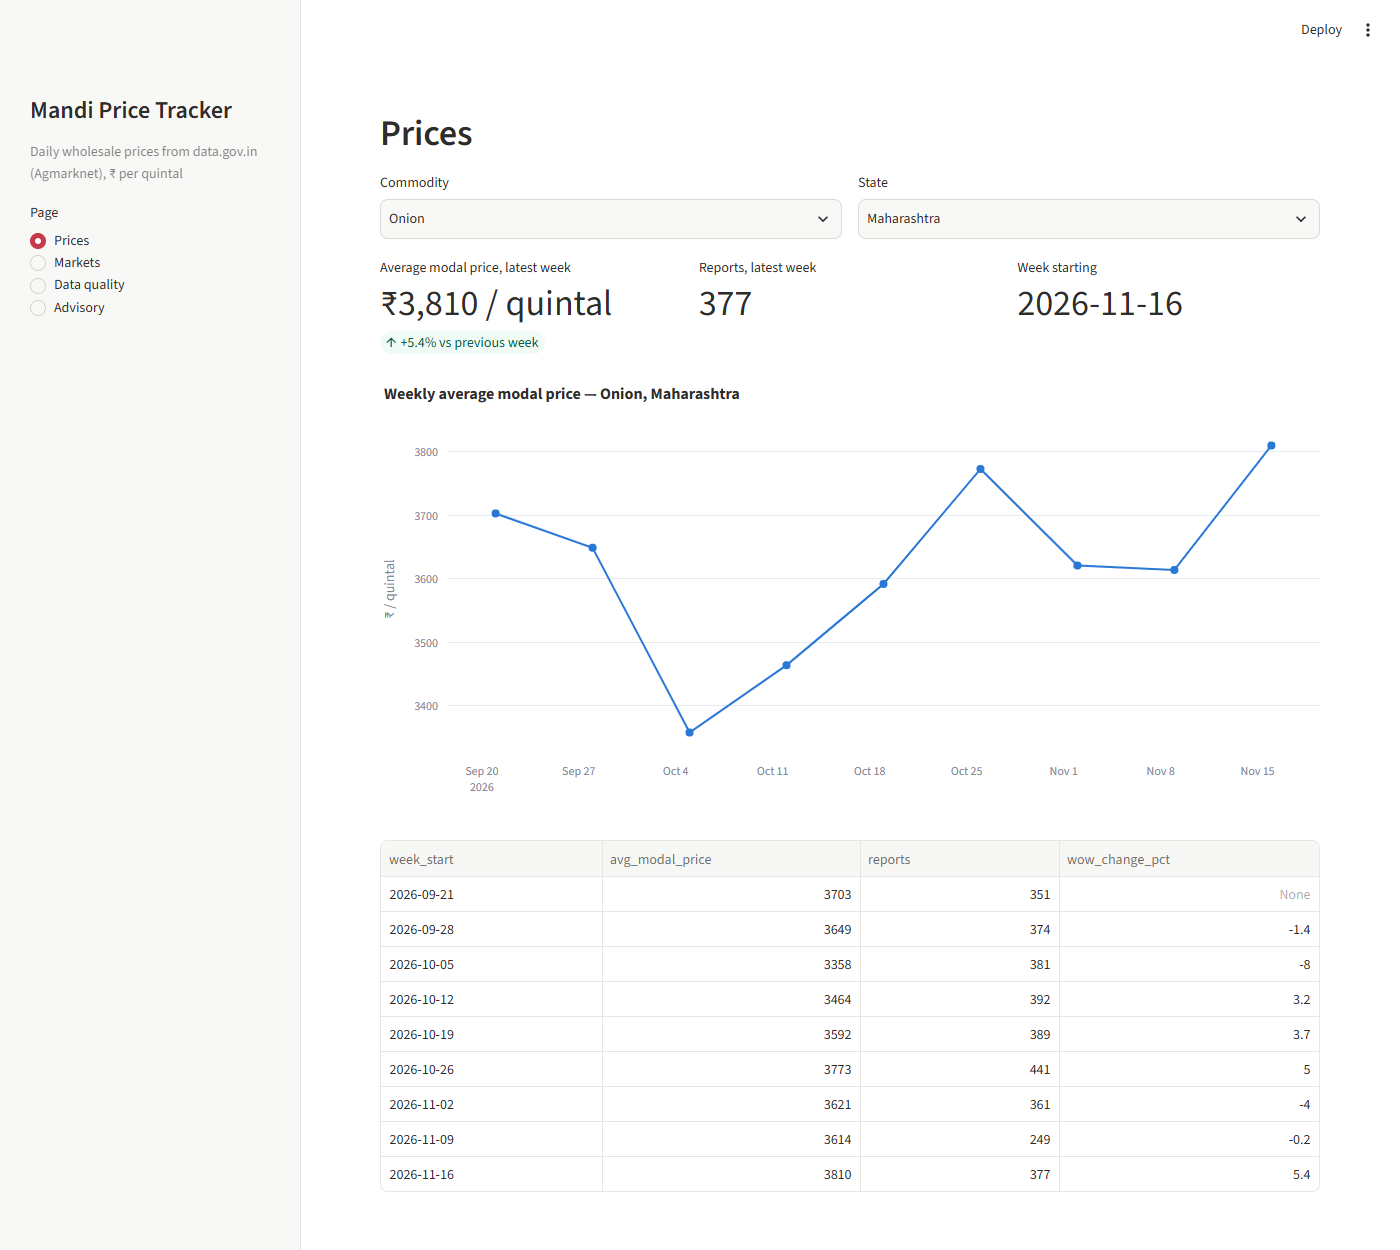 Deploy
Mandi Price Tracker
Daily wholesale prices from data.gov.in
(Agmarknet), ₹ per quintal
Page
Prices
Markets
Data quality
Advisory
Prices
Commodity State
Onion Maharashtra
Average modal price, latest week Reports, latest week Week starting
₹3,810 / quintal 377 2026-11-16
↑ +5.4% vs previous week
Weekly average modal price — Onion, Maharashtra
₹ / quintal
3800
3700
3600
3500
3400
Sep 20 Sep 27 Oct 4 Oct 11 Oct 18 Oct 25 Nov 1 Nov 8 Nov 15
2026
week_start avg_modal_price reports wow_change_pct
2026-09-21 3703 351 None
2026-09-28 3649 374 -1.4
2026-10-05 3358 381 -8
2026-10-12 3464 392 3.2
2026-10-19 3592 389 3.7
2026-10-26 3773 441 5
2026-11-02 3621 361 -4
2026-11-09 3614 249 -0.2
2026-11-16 3810 377 5.4